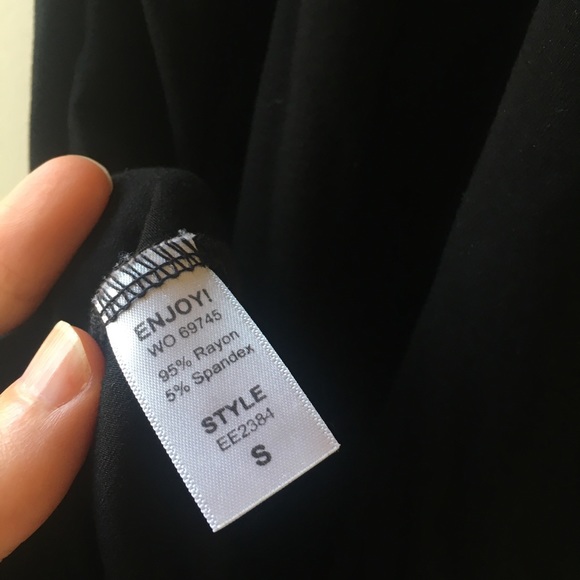 ENJOY!
WO 69745
95% Rayon
5% Spandex
STYLE
EE2384
S